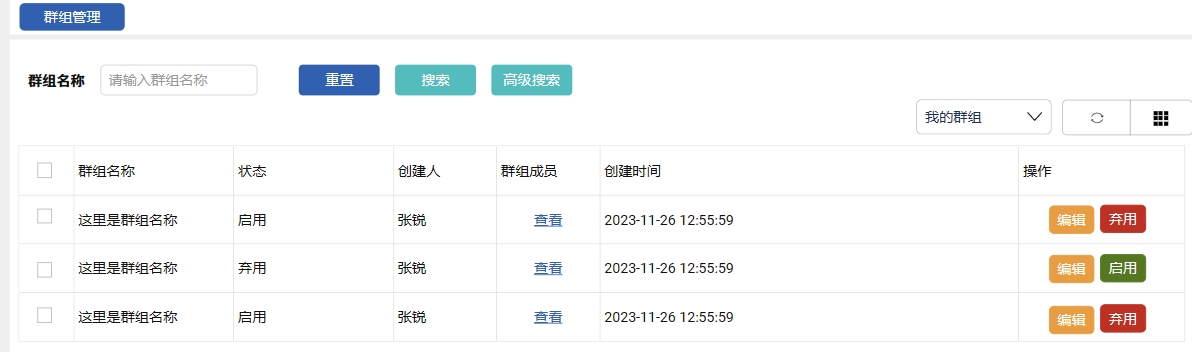 群组管理
群组名称 请输入群组名称 重置 搜索 高级搜索
我的群组
群组名称 状态 创建人 群组成员 创建时间 操作
这里是群组名称 启用 张锐 查看 2023-11-26 12:55:59 编辑 弃用
这里是群组名称 弃用 张锐 查看 2023-11-26 12:55:59 编辑 启用
这里是群组名称 启用 张锐 查看 2023-11-26 12:55:59 编辑 弃用